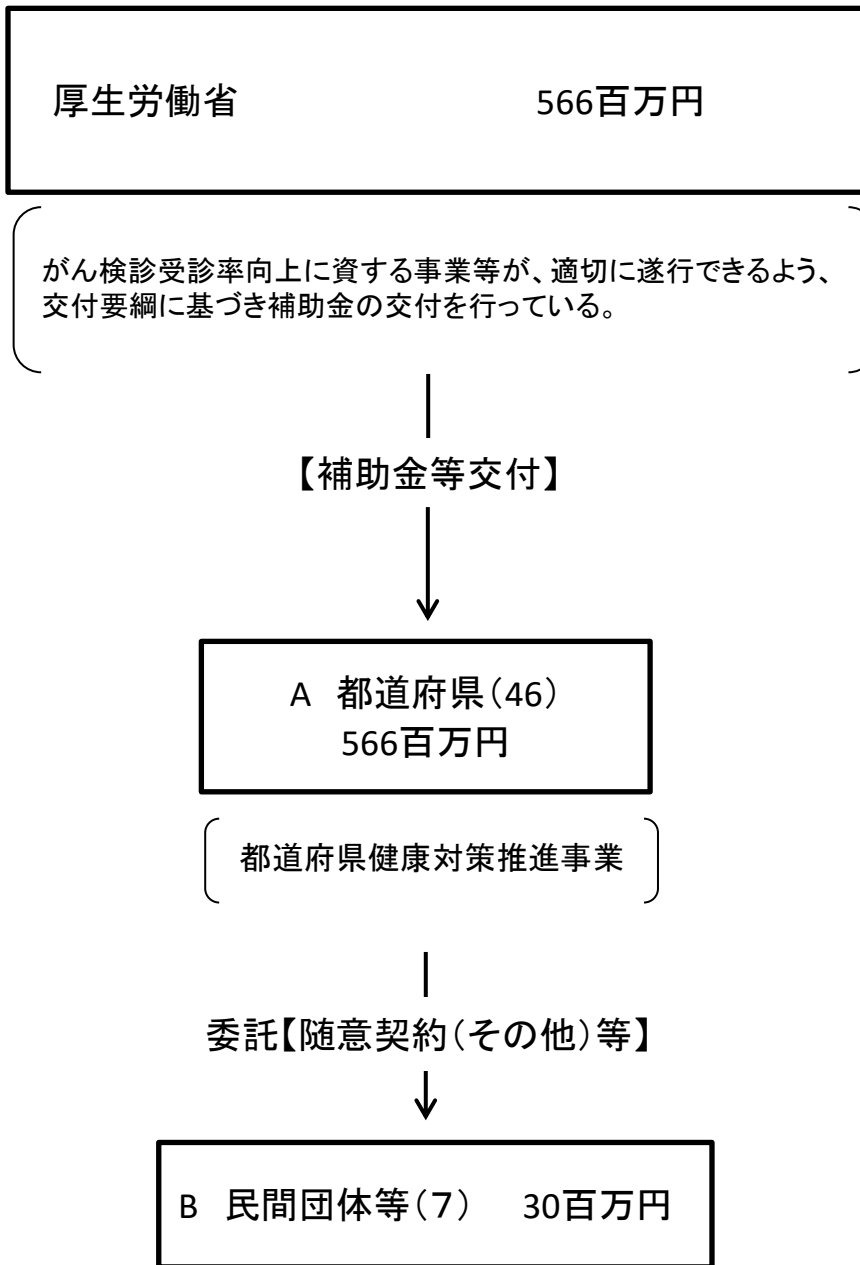 厚生労働省 566百万円
がん検診受診率向上に資する事業等が、適切に遂行できるよう、
交付要綱に基づき補助金の交付を行っている。
【補助金等交付】
A 都道府県(46)
566百万円
都道府県健康対策推進事業
委託【随意契約(その他)等】
B 民間団体等(7) 30百万円